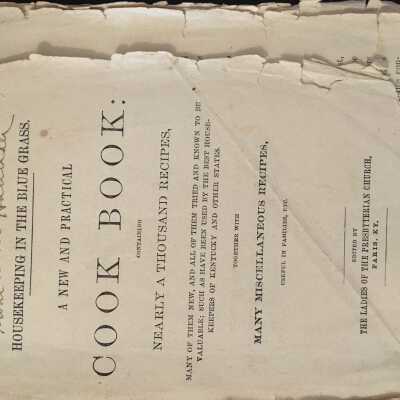 HOUSEKEEPING IN THE BLUE GRASS.
A NEW AND PRACTICAL
COOK BOOK:
CONTAINING
NEARLY A THOUSAND RECIPES,
MANY OF THEM NEW, AND ALL OF THEM TRIED AND KNOWN TO BE
VALUABLE; SUCH AS HAVE BEEN USED BY THE BEST HOUSE-
KEEPERS OF KENTUCKY AND OTHER STATES.
TOGETHER WITH
MANY MISCELLANEOUS RECIPES,
USEFUL IN FAMILIES, ETC.
EDITED BY
THE LADIES OF THE PRESBYTERIAN CHURCH,
PARIS, KY.